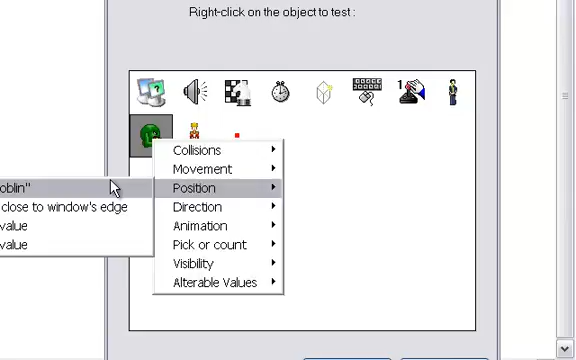 Right-click on the object to test :
Collisions
Movement
oblin"
Position
close to window's edge
Direction
value
Animation
value
Pick or count
Visibility
Alterable Values